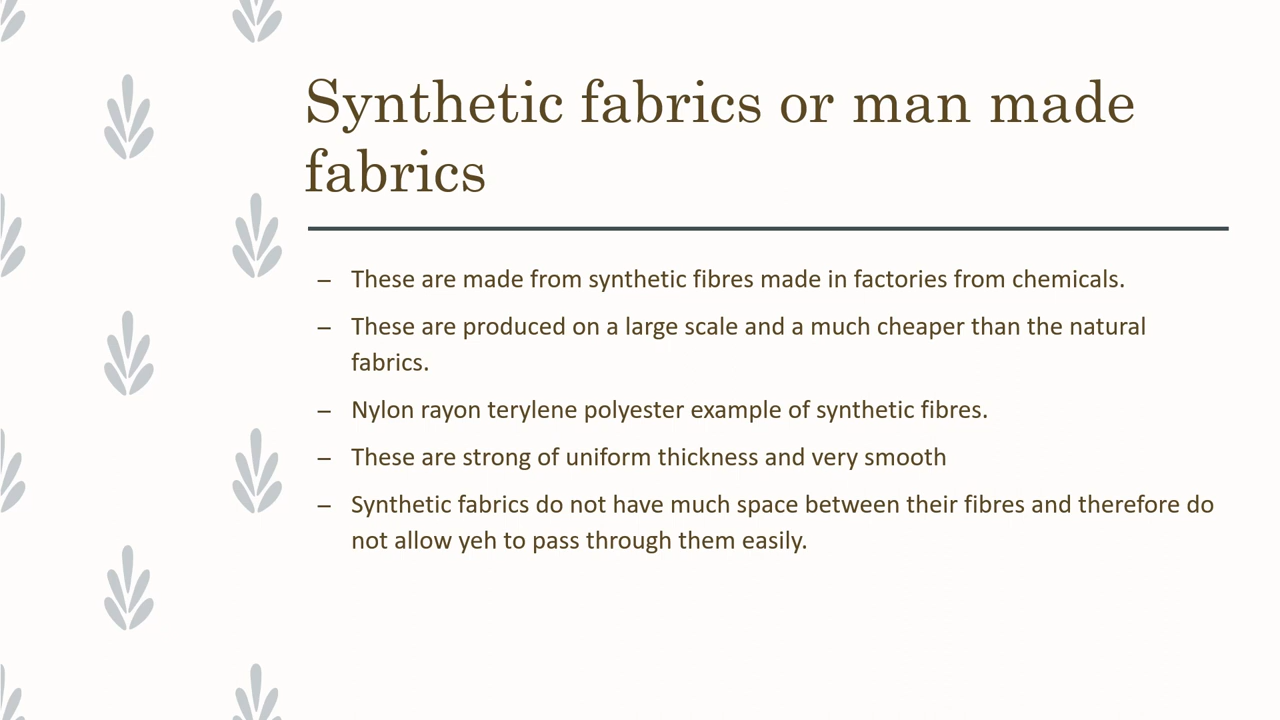 Synthetic fabrics or man made
fabrics
– These are made from synthetic fibres made in factories from chemicals.
– These are produced on a large scale and a much cheaper than the natural
fabrics.
– Nylon rayon terylene polyester example of synthetic fibres.
– These are strong of uniform thickness and very smooth
– Synthetic fabrics do not have much space between their fibres and therefore do
not allow yeh to pass through them easily.